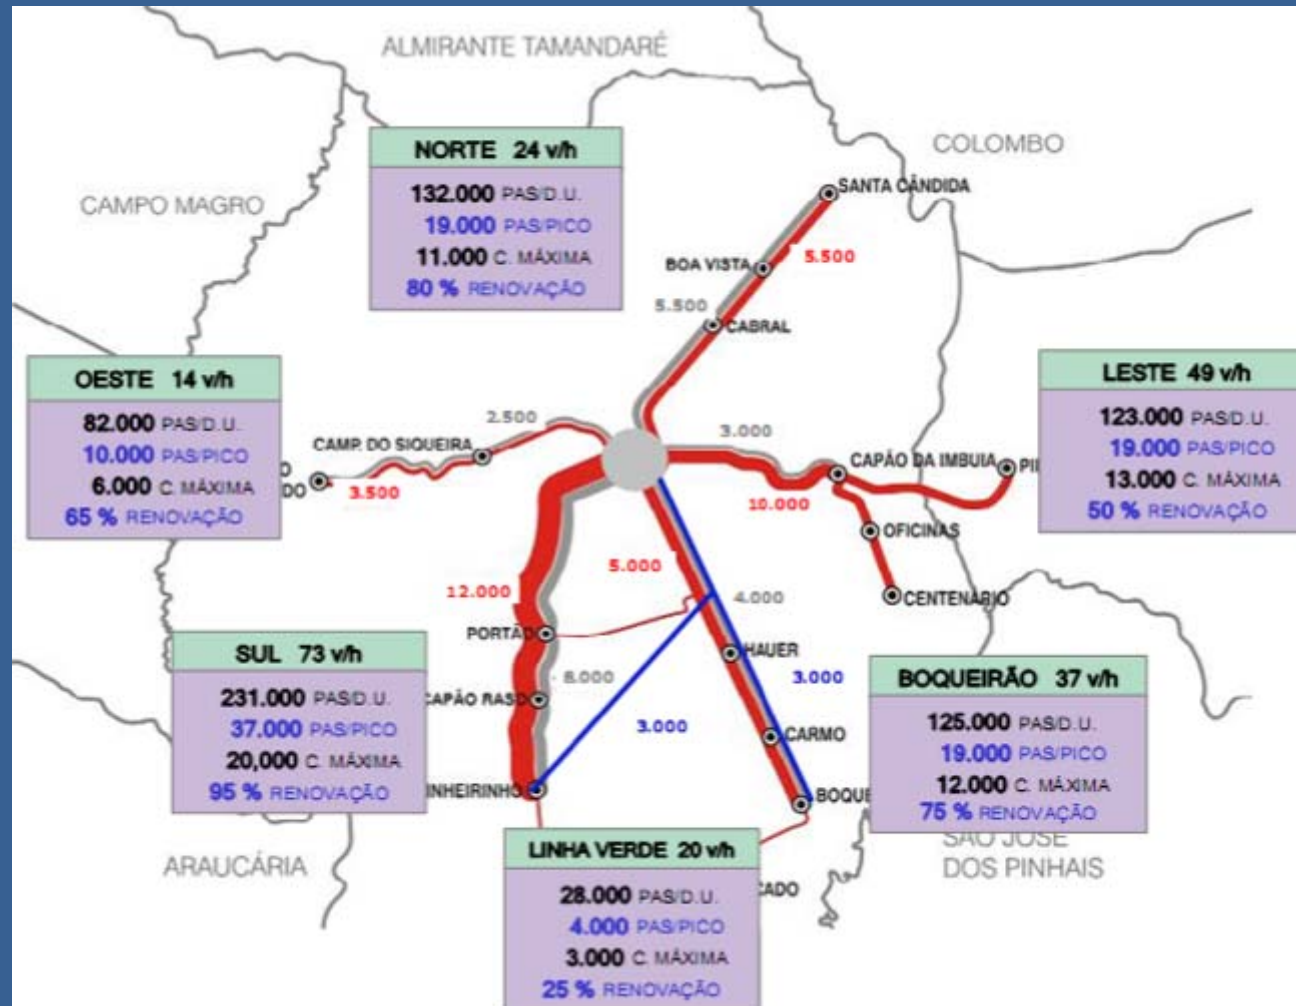 ALMIRANTE TAMANDARÉ
COLOMBO
CAMPO MAGRO
NORTE 24 v/h
132.000 PAS/D.U.
19.000 PAS/PICO
11.000 C. MÁXIMA
80 % RENOVAÇÃO
SANTA CÂNDIDA
BOA VISTA
5.500
5.500
CABRAL
OESTE 14 v/h
82.000 PAS/D.U.
10.000 PAS/PICO
6.000 C. MÁXIMA
65 % RENOVAÇÃO
2.500
CAMP. DO SIQUEIRA
O
DO
3.500
3.000
CAPÃO DA IMBUIA
PI
10.000
OFICINAS
CENTENÁRIO
LESTE 49 v/h
123.000 PAS/D.U.
19.000 PAS/PICO
13.000 C. MÁXIMA
50 % RENOVAÇÃO
12.000
5.000
4.000
PORTÃO
HAUER
8.000
3.000
CAPÃO RASO
3.000
CARMO
INHEIRINHO
BOQUE
SUL 73 v/h
231.000 PAS/D.U.
37.000 PAS/PICO
20,000 C. MÁXIMA
95 % RENOVAÇÃO
BOQUEIRÃO 37 v/h
125.000 PAS/D.U.
19.000 PAS/PICO
12.000 C. MÁXIMA
75 % RENOVAÇÃO
ARAUCÁRIA
SÃO JOSÉ
DOS PINHAIS
LINHA VERDE 20 v/h
28.000 PAS/D.U.
4.000 PAS/PICO
3.000 C. MÁXIMA
25 % RENOVAÇÃO
CADO